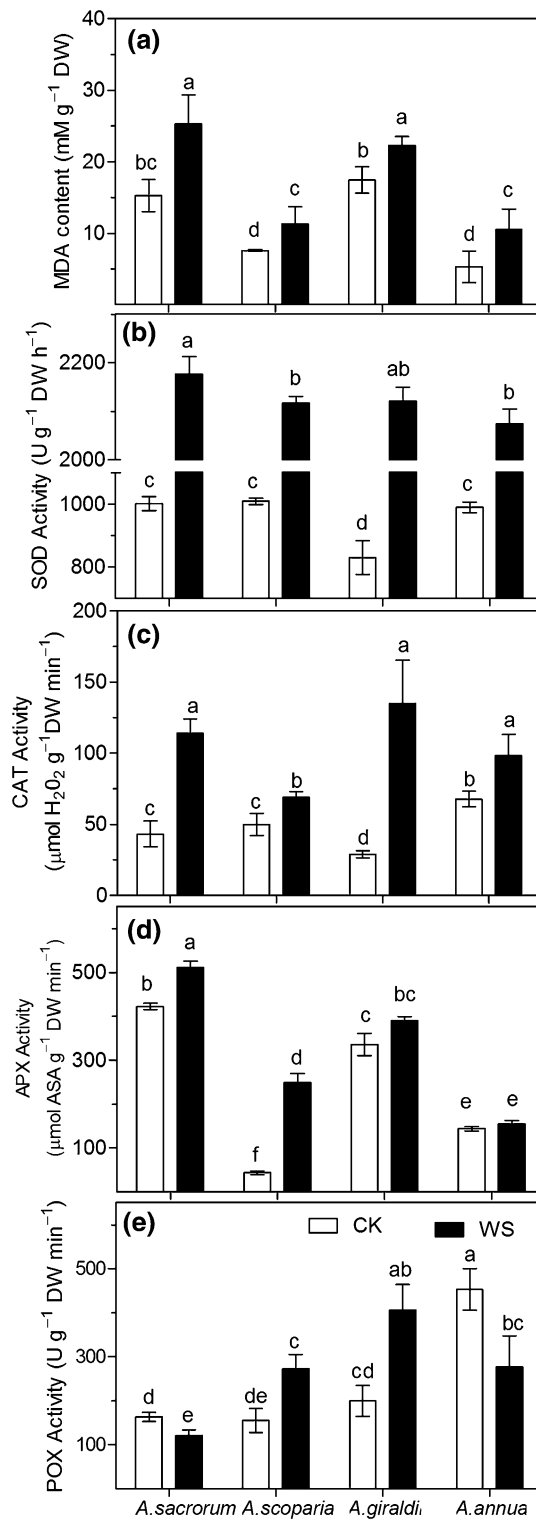 (a)
MDA content (mM g⁻¹ DW)
40
30
20
10
bc
a
d
c
b
a
d
c
(b)
SOD Activity (U g⁻¹ DW h⁻¹)
2200
2000
1000
800
c
a
c
b
d
ab
c
b
(c)
CAT Activity
(μmol H₂0₂ g⁻¹DW min⁻¹)
200
150
100
50
0
c
a
c
b
d
a
b
a
(d)
APX Activity
(μmol ASA g⁻¹ DW min⁻¹)
500
300
100
b
a
f
d
c
bc
e
e
(e)
CK
WS
POX Activity (U g⁻¹ DW min⁻¹)
500
300
100
d
e
de
c
cd
ab
a
bc
A.sacrorum A.scoparia A.giraldii A.annua